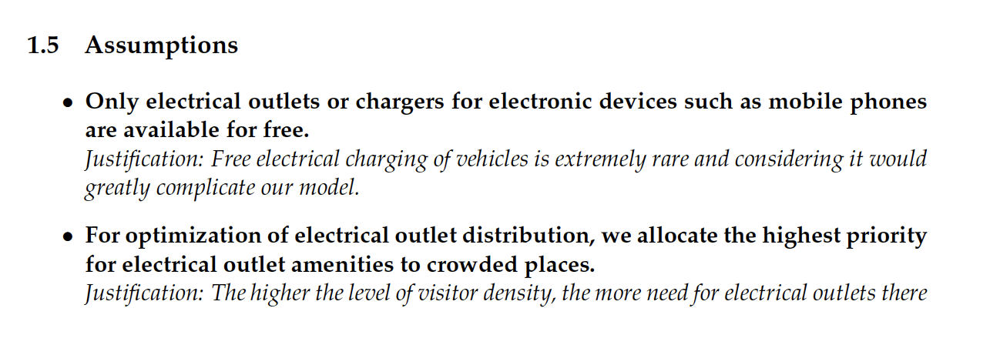 1.5 Assumptions
• Only electrical outlets or chargers for electronic devices such as mobile phones
are available for free.
Justification: Free electrical charging of vehicles is extremely rare and considering it would
greatly complicate our model.
• For optimization of electrical outlet distribution, we allocate the highest priority
for electrical outlet amenities to crowded places.
Justification: The higher the level of visitor density, the more need for electrical outlets there